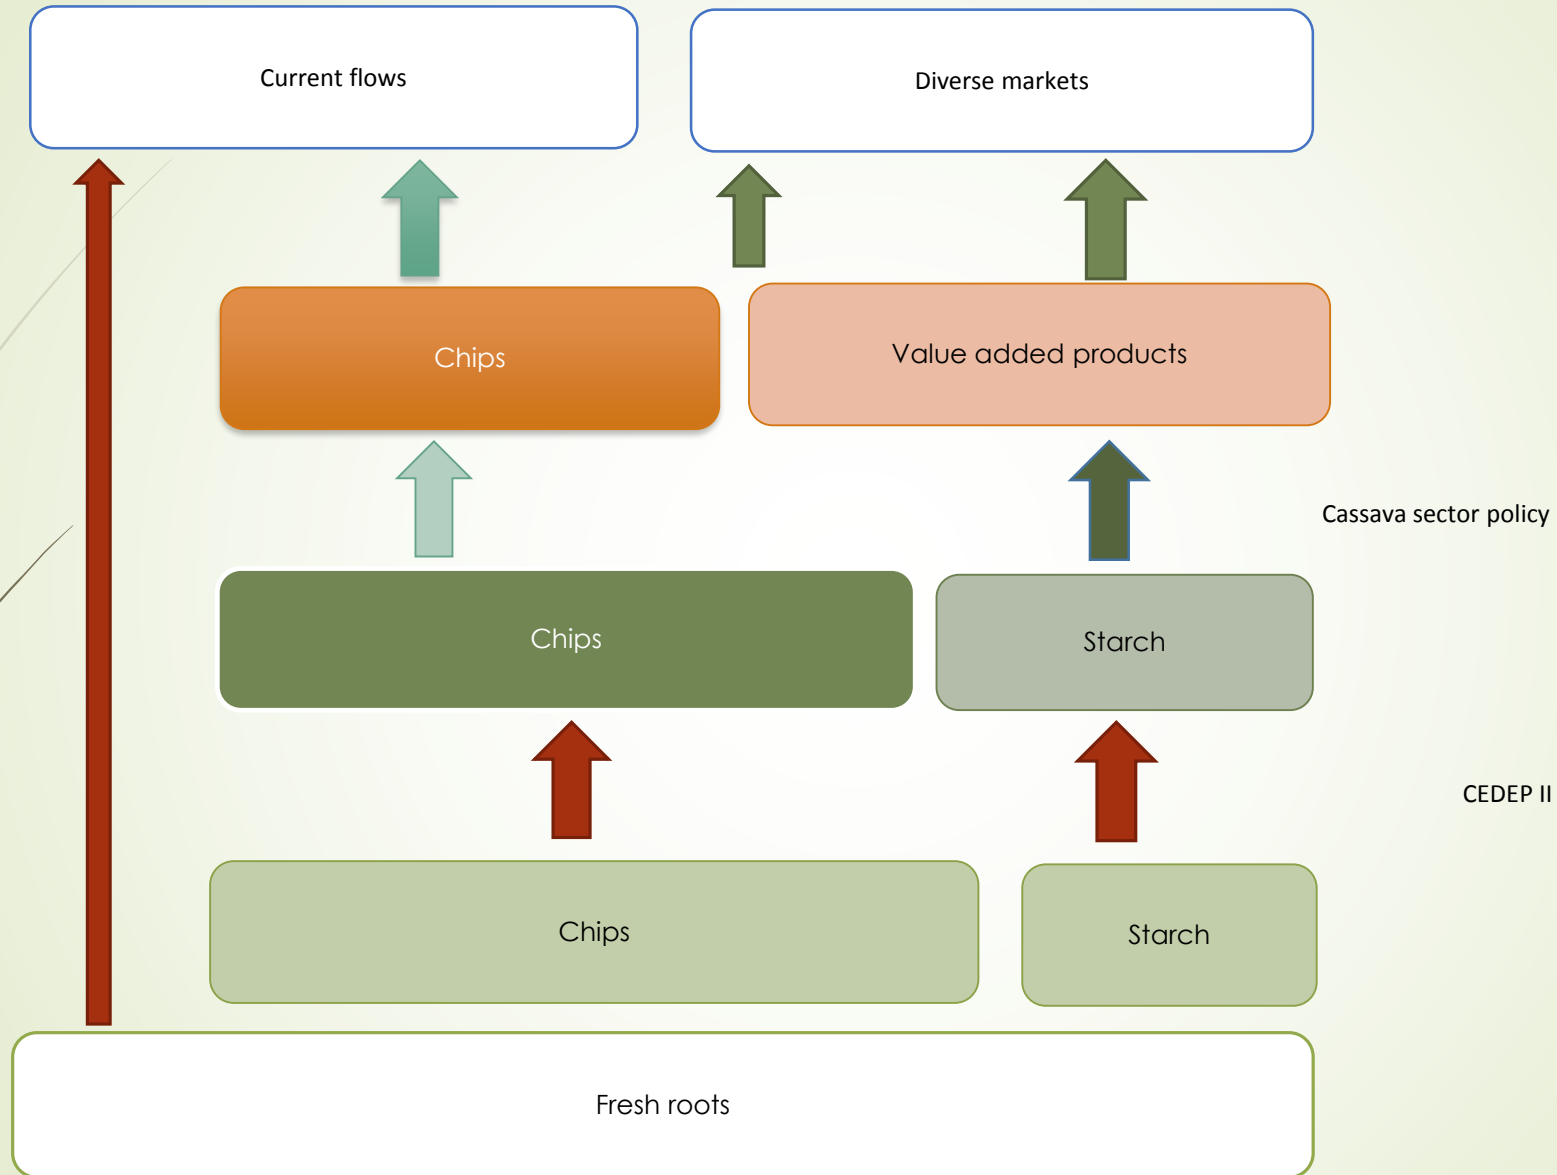 Current flows
Diverse markets
Chips
Value added products
Cassava sector policy
Chips
Starch
CEDEP II
Chips
Starch
Fresh roots